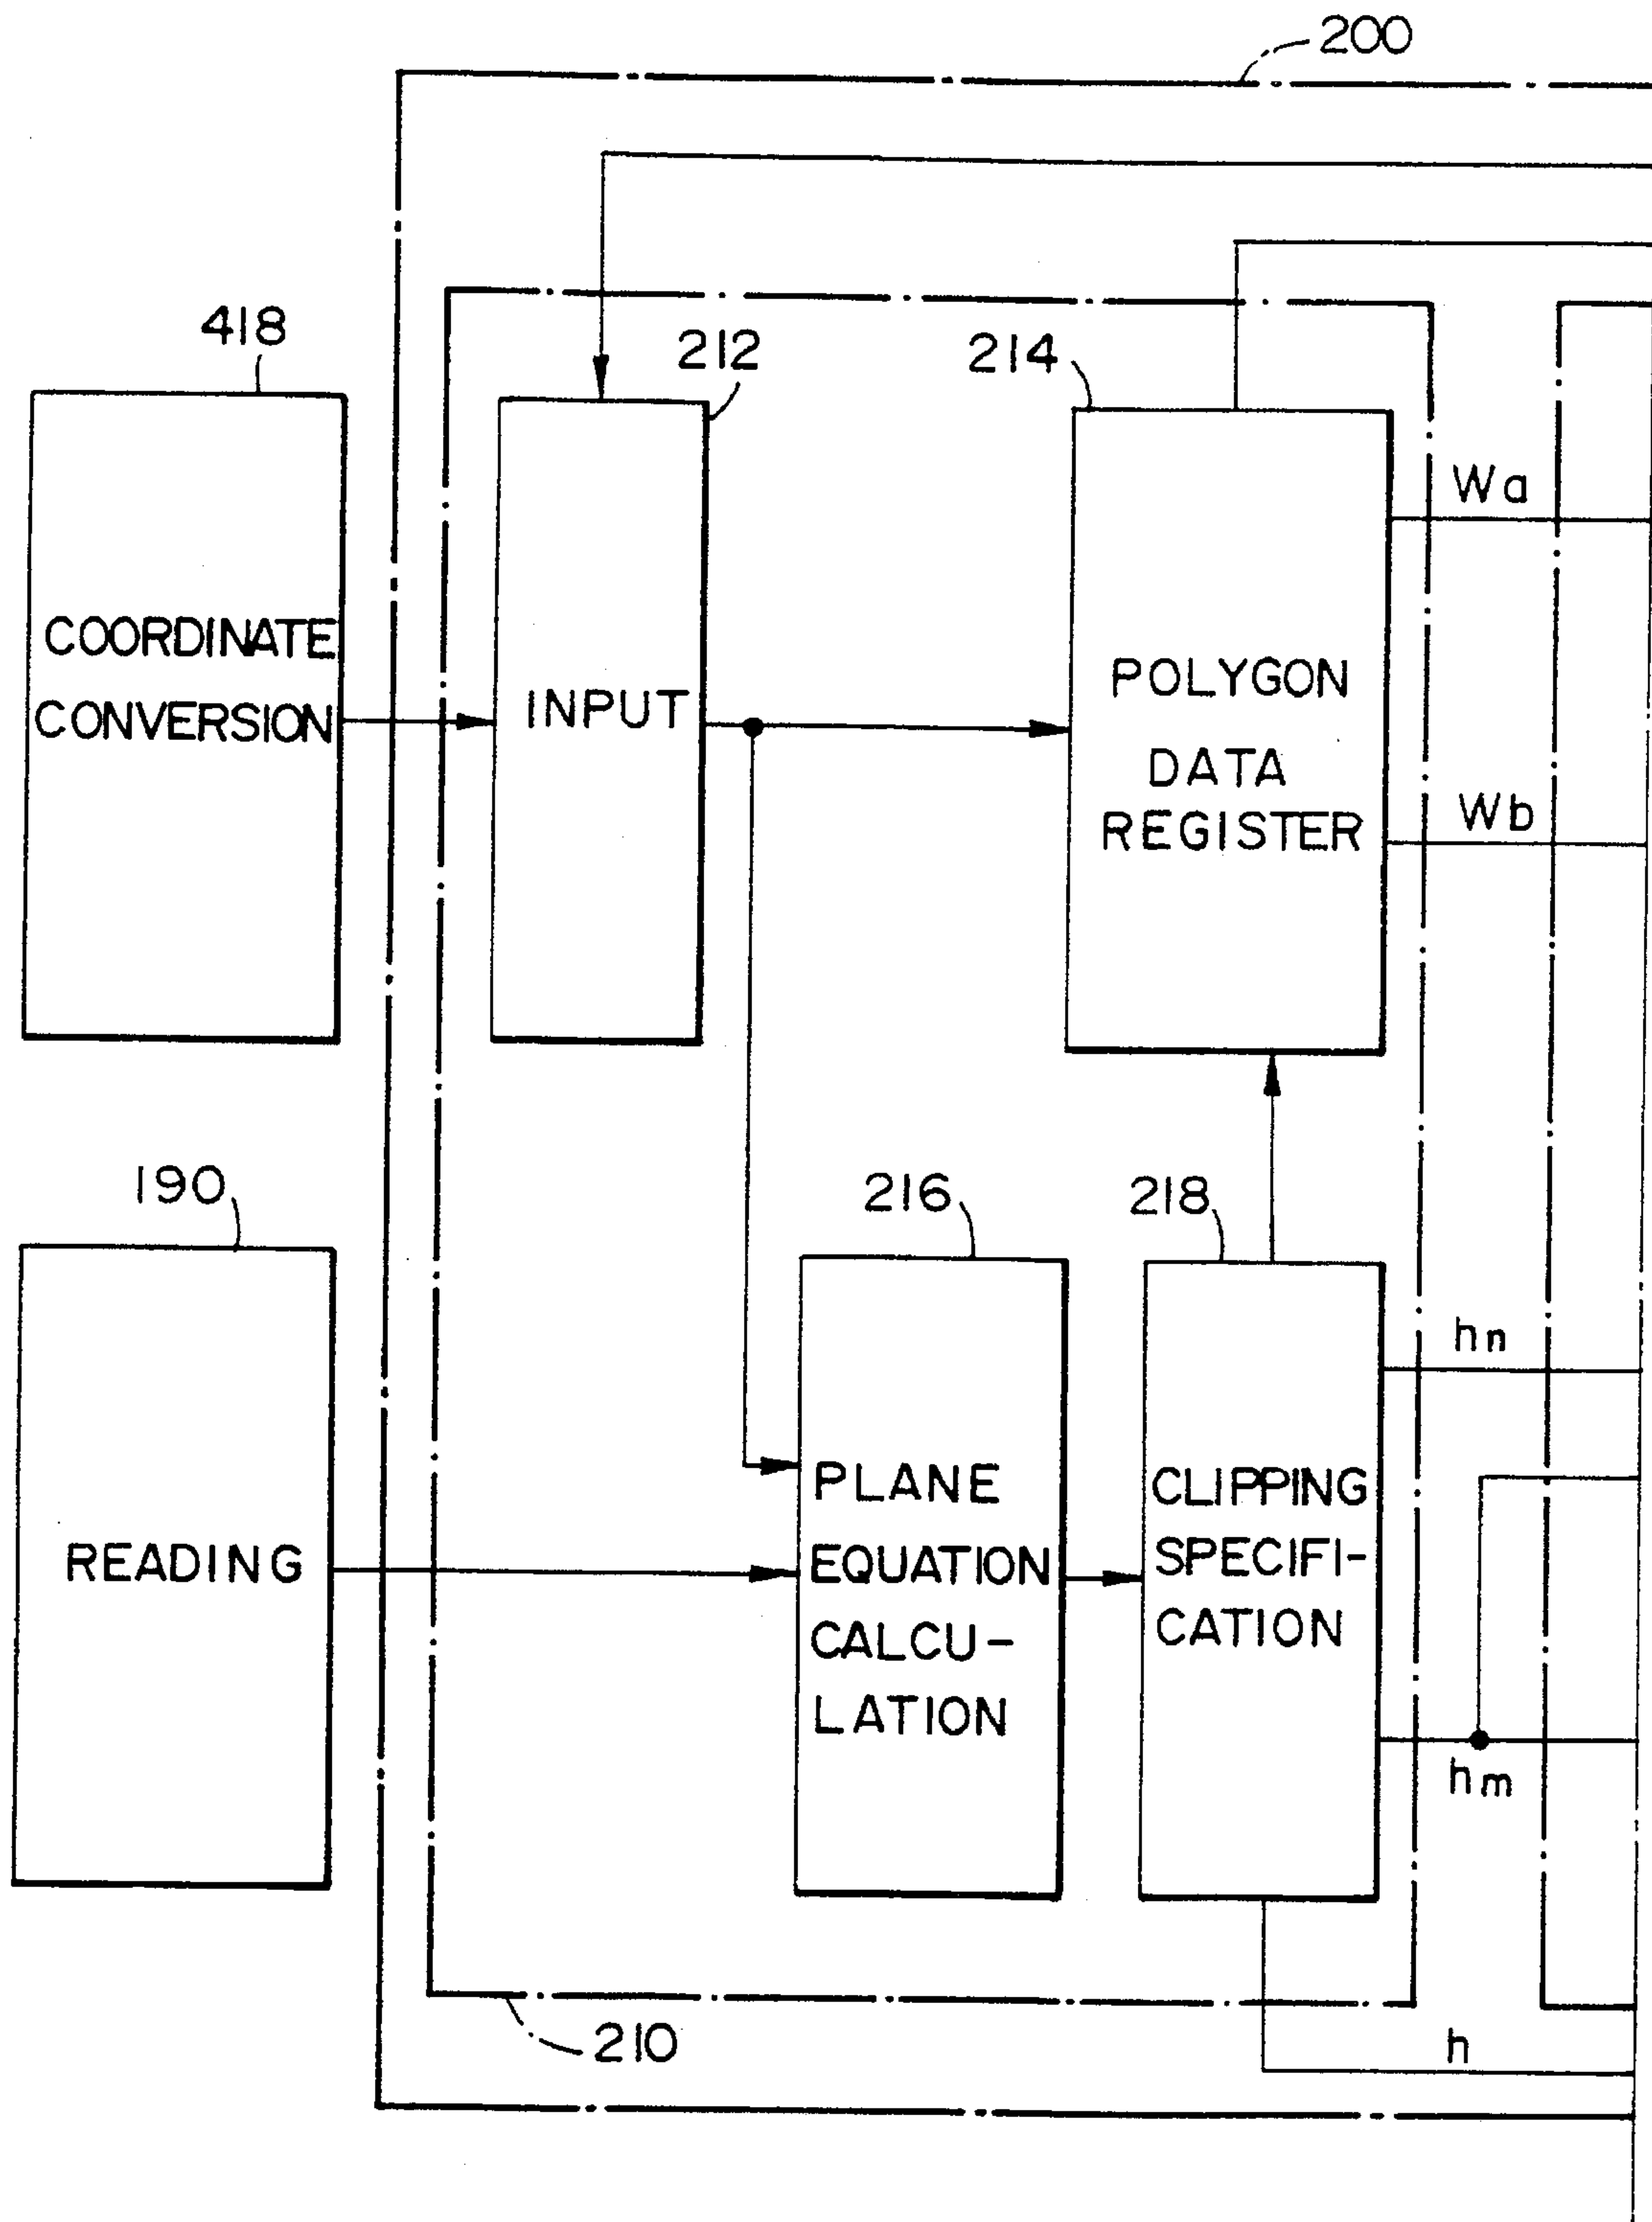 200
418
212
214
Wa
COORDINATE
CONVERSION
INPUT
POLYGON
DATA
REGISTER
Wb
190
216
218
hn
READING
PLANE
EQUATION
CALCU-
LATION
CLIPPING
SPECIFI-
CATION
hm
210
h